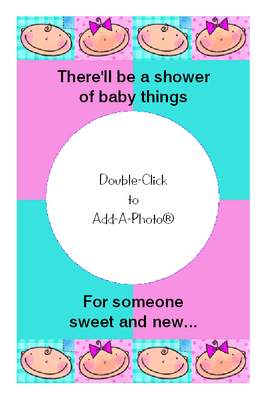 There'll be a shower
of baby things
Double-Click
to
Add-A-Photo®
For someone
sweet and new...